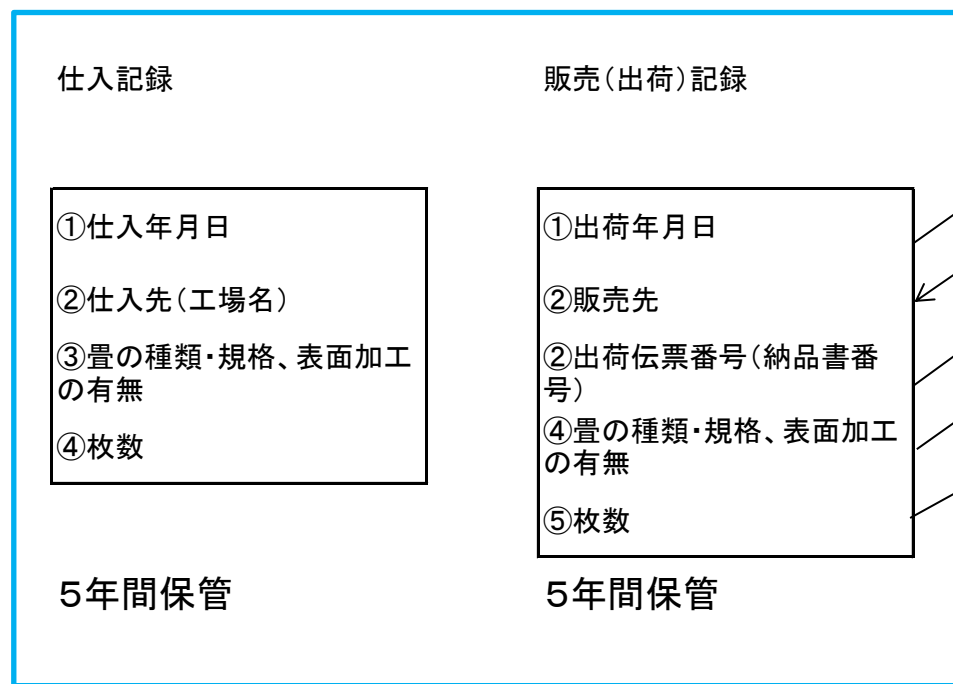 仕入記録
①仕入年月日
②仕入先(工場名)
③畳の種類・規格、表面加工
の有無
④枚数
5年間保管
販売(出荷)記録
①出荷年月日
②販売先
②出荷伝票番号(納品書番
号)
④畳の種類・規格、表面加工
の有無
⑤枚数
5年間保管